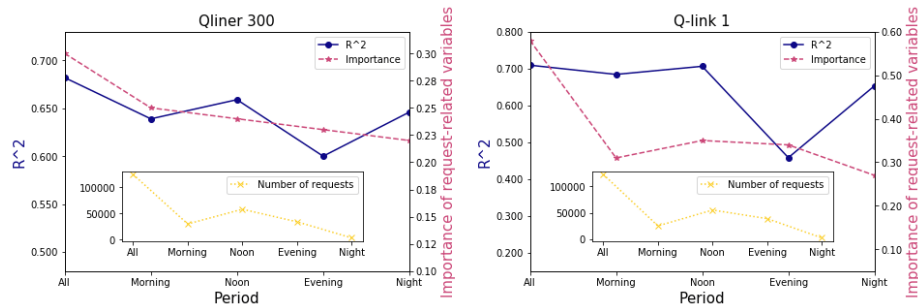 Qliner 300
R^2
Importance
0.700
0.650
0.600
0.550
0.500
R^2
0.30
0.28
0.25
0.23
0.20
0.18
0.15
0.12
0.10
Importance of request-related variables
Number of requests
100000
50000
0
All Morning Noon Evening Night
All Morning Noon Evening Night
Period
Q-link 1
R^2
Importance
0.800
0.700
0.600
0.500
0.400
0.300
0.200
R^2
0.60
0.50
0.40
0.30
0.20
0.10
Importance of request-related variables
Number of requests
100000
50000
0
All Morning Noon Evening Night
All Morning Noon Evening Night
Period